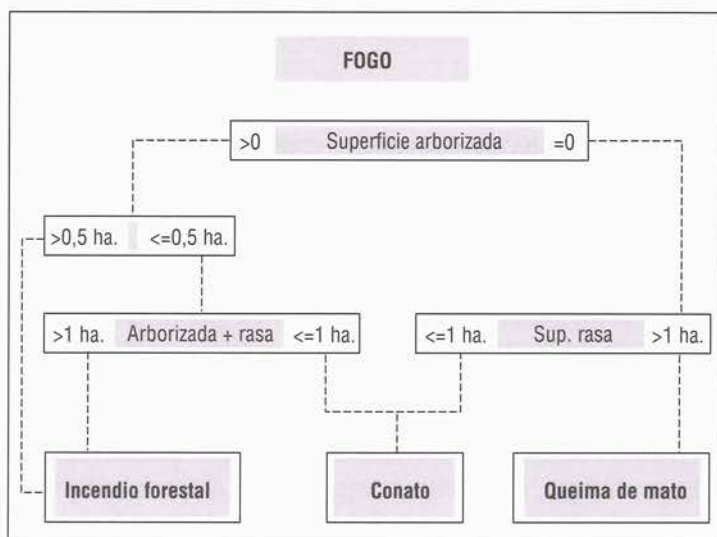 FOGO
>0 Superficie arborizada =0
>0,5 ha. <=0,5 ha.
>1 ha. Arborizada + rasa <=1 ha.
<=1 ha. Sup. rasa >1 ha.
Incendio forestal
Conato
Queima de mato